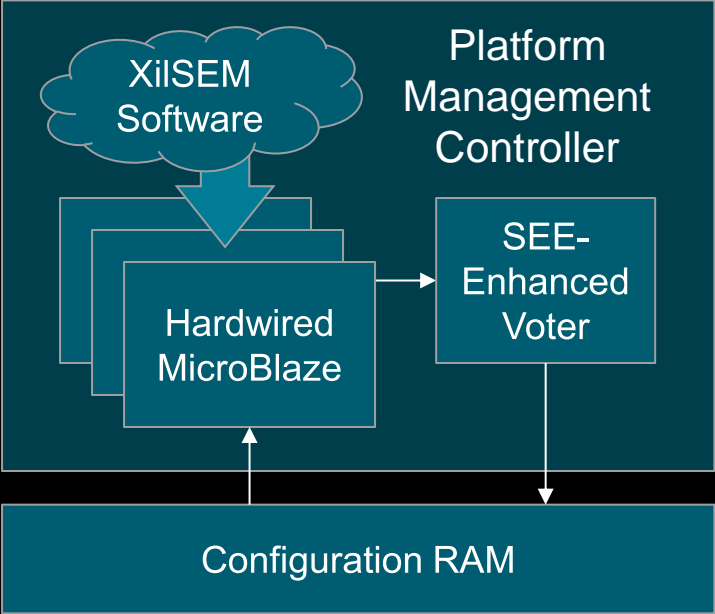 XilSEM
Software
Platform
Management
Controller
SEE-
Enhanced
Voter
Hardwired
MicroBlaze
Configuration RAM